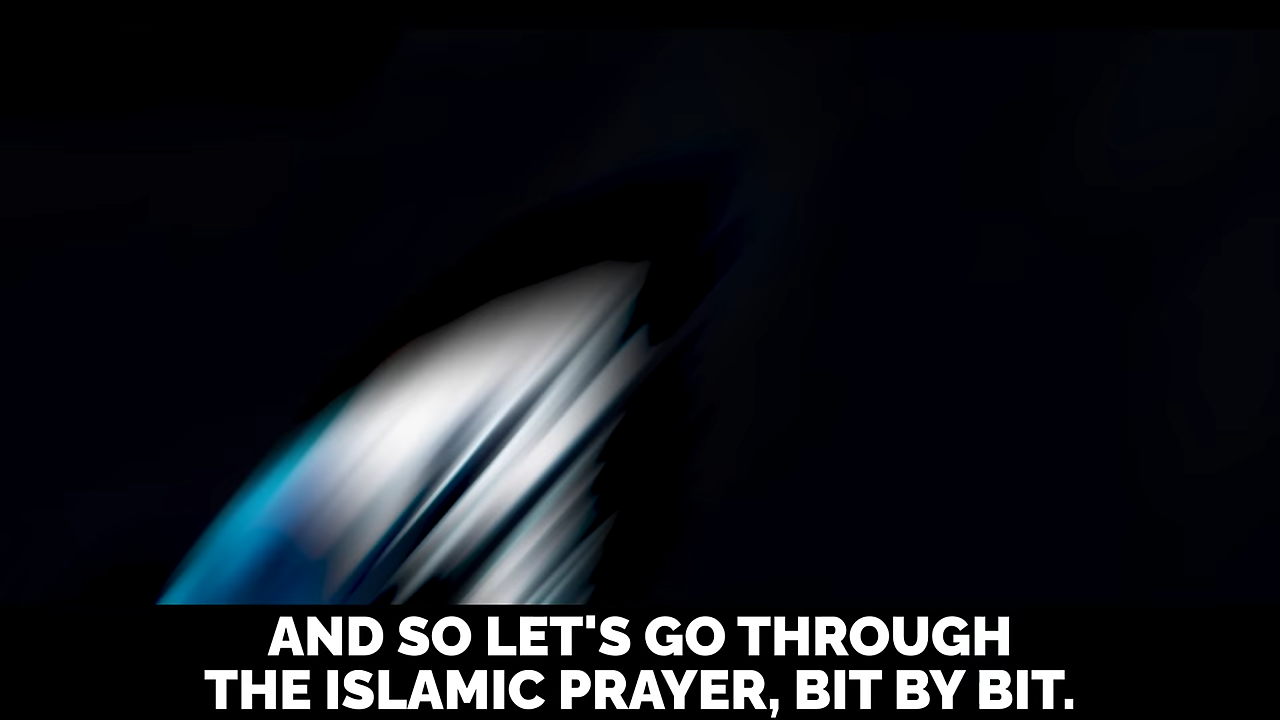 AND SO LET'S GO THROUGH
THE ISLAMIC PRAYER, BIT BY BIT.